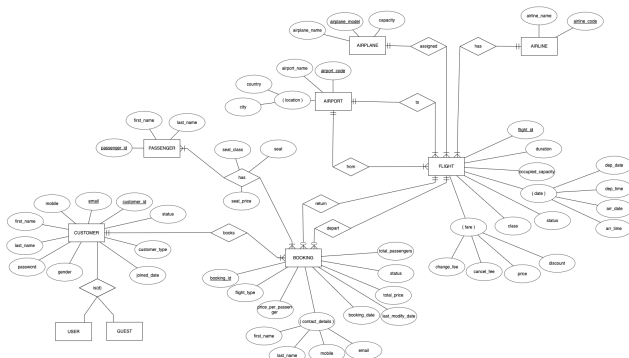 airplane_model
capacity
airplane_name
AIRPLANE
assigned
airline_name
airline_code
has
AIRLINE
airport_name
airport_code
country
( location )
city
AIRPORT
to
from
first_name
last_name
passenger_id
PASSENGER
seat_class
seat
has
seat_price
FLIGHT
flight_id
duration
occupied_capacity
( date )
dep_date
dep_time
arr_date
arr_time
status
class
( fare )
change_fee
cancel_fee
price
discount
return
depart
mobile
email
customer_id
first_name
status
last_name
CUSTOMER
customer_type
password
gender
joined_date
books
is(d)
USER
GUEST
BOOKING
total_passengers
booking_id
status
flight_type
total_price
price_per_passen
ger
booking_date
last_modify_date
( contact_details )
first_name
last_name
mobile
email